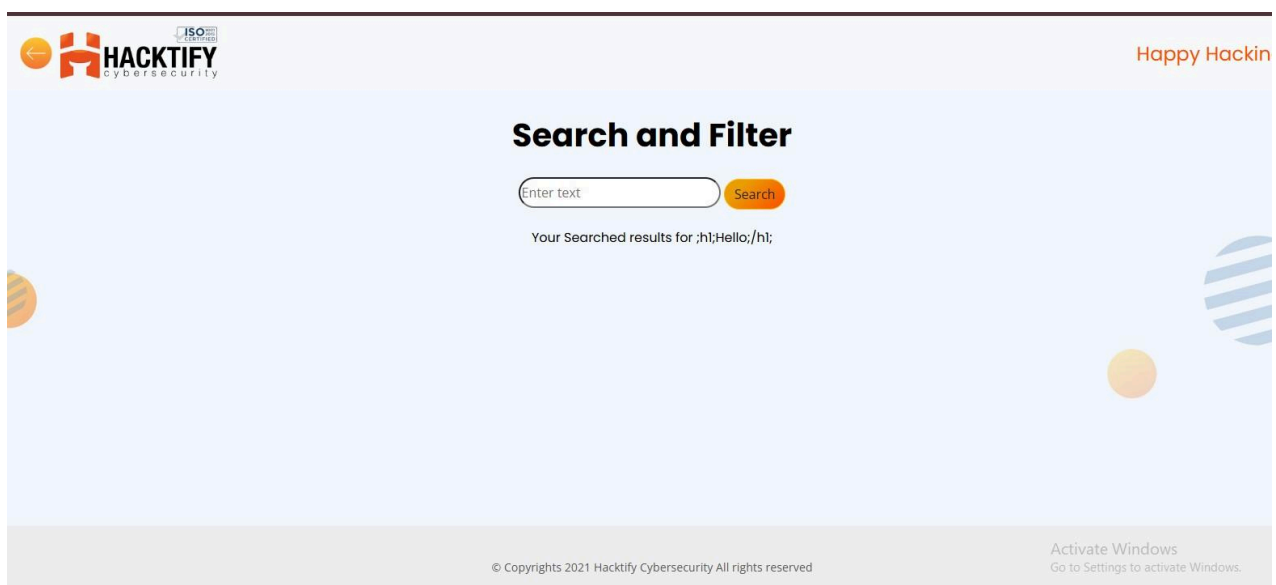 ISO
CERTIFIED
HACKTIFY
cybersecurity
Happy Hackin
Search and Filter
Enter text
Search
Your Searched results for ;h1;Hello;/h1;
© Copyrights 2021 Hacktify Cybersecurity All rights reserved
Activate Windows
Go to Settings to activate Windows.